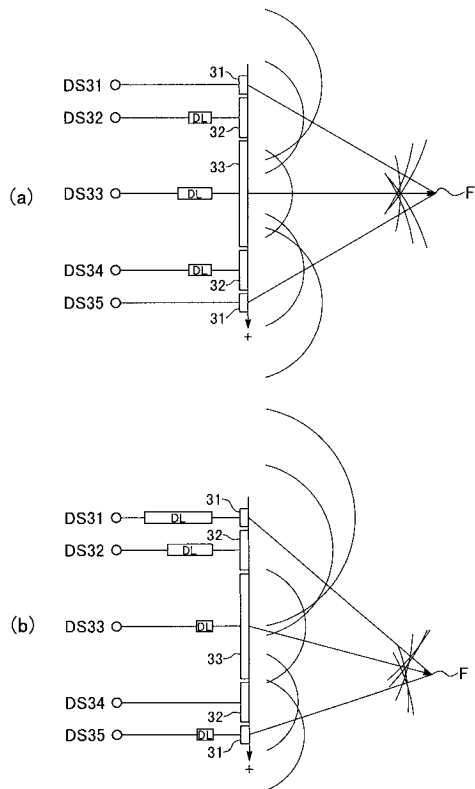 31
DS31
DS32 DL
32
33
(a)
DS33 DL
F
DS34 DL
32
DS35
31
+
31
DS31 DL
32
DS32 DL
(b)
DS33 DL
F
33
DS34
32
DS35 DL
31
+